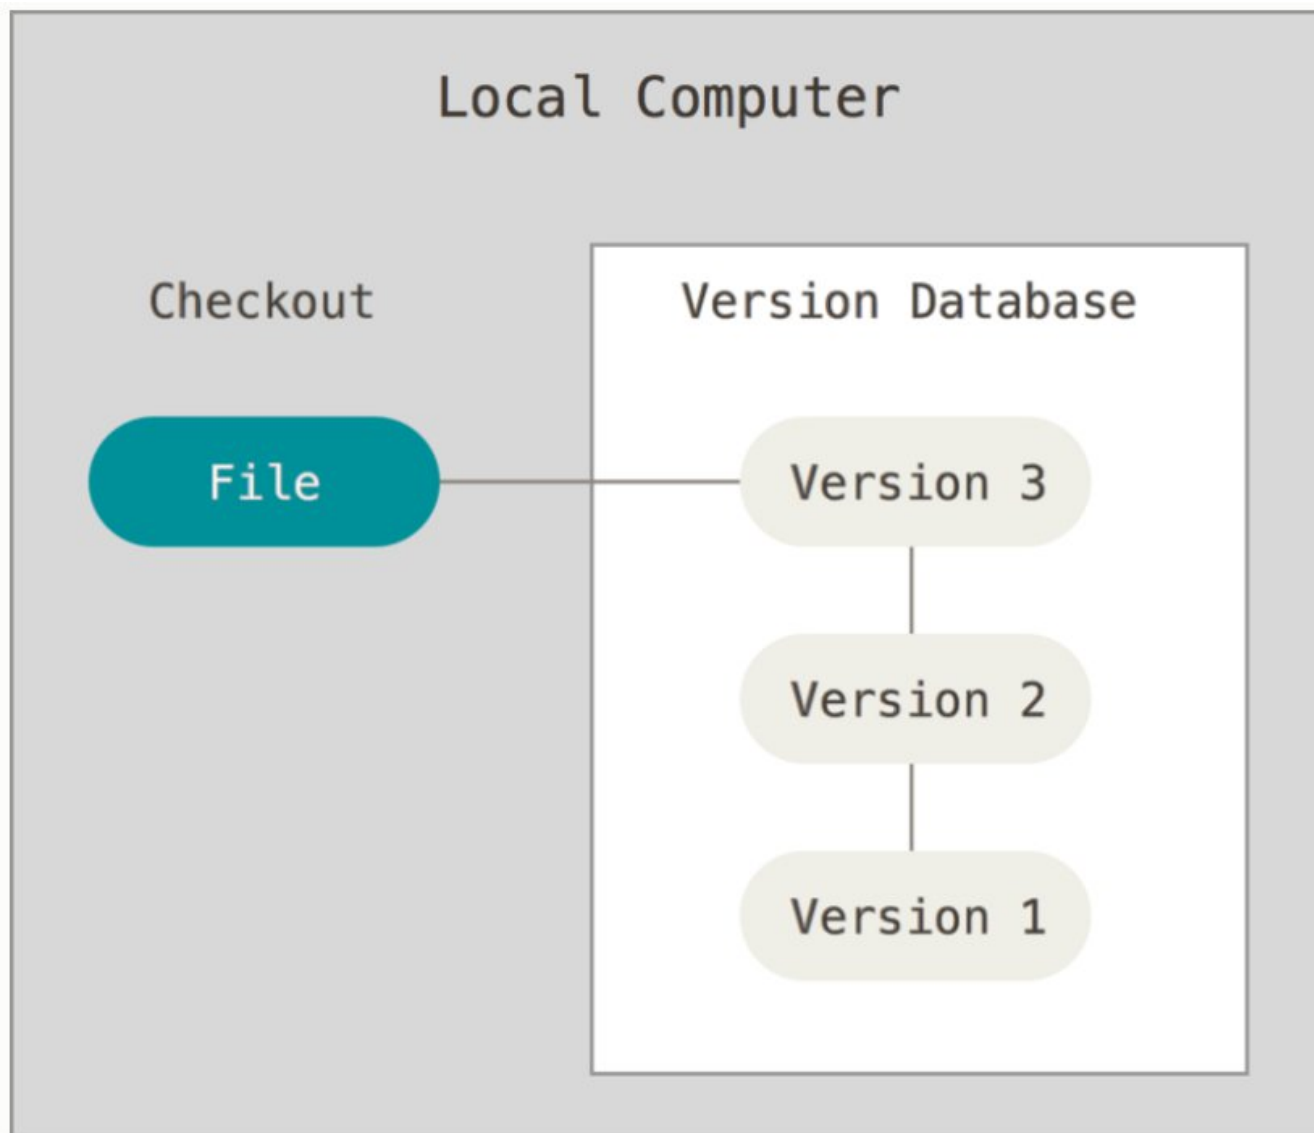 Local Computer
Checkout
Version Database
File
Version 3
Version 2
Version 1